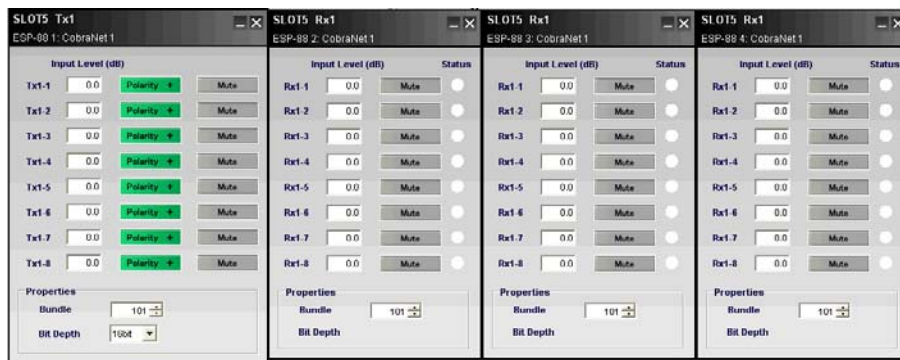 SLOT5 Tx1
ESP-88 1: CobraNet 1
Input Level (dB)
Tx1-1 0.0 Polarity + Mute
Tx1-2 0.0 Polarity + Mute
Tx1-3 0.0 Polarity + Mute
Tx1-4 0.0 Polarity + Mute
Tx1-5 0.0 Polarity + Mute
Tx1-6 0.0 Polarity + Mute
Tx1-7 0.0 Polarity + Mute
Tx1-8 0.0 Polarity + Mute
Properties
Bundle 101
Bit Depth 16bit
SLOT5 Rx1
ESP-88 2: CobraNet 1
Input Level (dB) Status
Rx1-1 0.0 Mute
Rx1-2 0.0 Mute
Rx1-3 0.0 Mute
Rx1-4 0.0 Mute
Rx1-5 0.0 Mute
Rx1-6 0.0 Mute
Rx1-7 0.0 Mute
Rx1-8 0.0 Mute
Properties
Bundle 101
Bit Depth
SLOT5 Rx1
ESP-88 3: CobraNet 1
Input Level (dB) Status
Rx1-1 0.0 Mute
Rx1-2 0.0 Mute
Rx1-3 0.0 Mute
Rx1-4 0.0 Mute
Rx1-5 0.0 Mute
Rx1-6 0.0 Mute
Rx1-7 0.0 Mute
Rx1-8 0.0 Mute
Properties
Bundle 101
Bit Depth
SLOT5 Rx1
ESP-88 4: CobraNet 1
Input Level (dB) Status
Rx1-1 0.0 Mute
Rx1-2 0.0 Mute
Rx1-3 0.0 Mute
Rx1-4 0.0 Mute
Rx1-5 0.0 Mute
Rx1-6 0.0 Mute
Rx1-7 0.0 Mute
Rx1-8 0.0 Mute
Properties
Bundle 101
Bit Depth